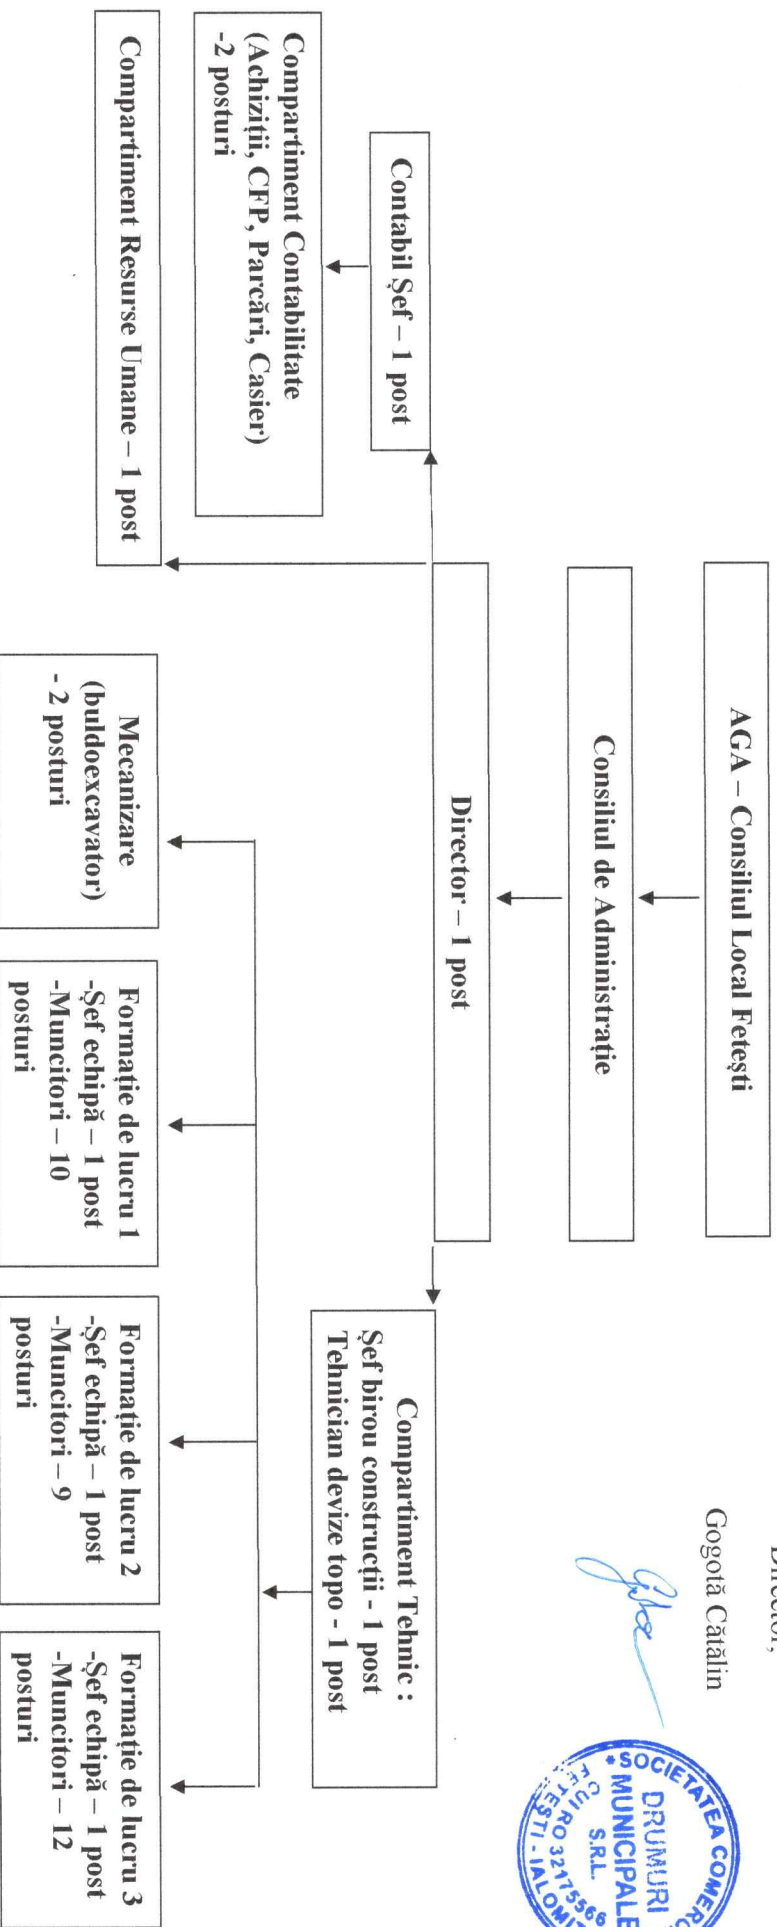 Director,
Gogotă Cătălin
SOCIETATEA
DRUMURI
MUNICIPALE
S.R.L.
CUI RO 32175566
AGA – Consiliul Local Fetești
Consiliul de Administrație
Director – 1 post
Contabil Șef – 1 post
Compartiment Contabilitate
(Achiziții, CFP, Parcări, Casier)
-2 posturi
Compartiment Resurse Umane – 1 post
Compartiment Tehnic :
Șef birou construcții - 1 post
Tehnician devize topo - 1 post
Mecanizare
(buldoexcavator)
- 2 posturi
Formație de lucru 1
-Șef echipă – 1 post
-Muncitori – 10
posturi
Formație de lucru 2
-Șef echipă – 1 post
-Muncitori – 9
posturi
Formație de lucru 3
-Șef echipă – 1 post
-Muncitori – 12
posturi